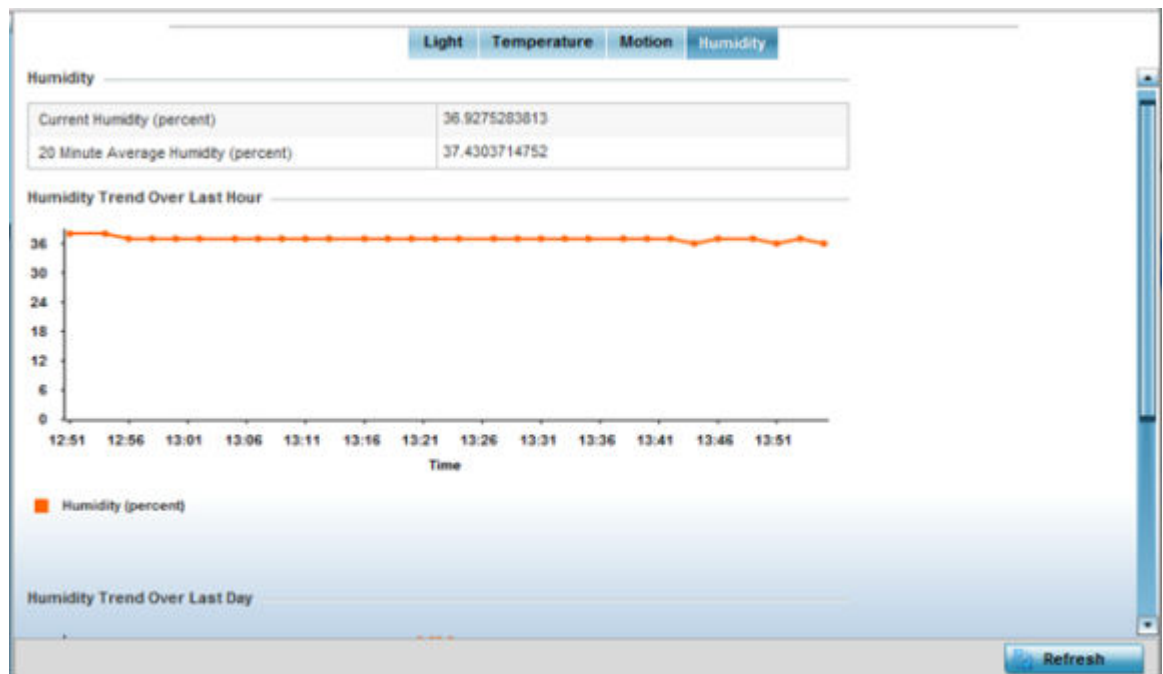 Light Temperature Motion Humidity
Humidity
Current Humidity (percent) 36.9275283813
20 Minute Average Humidity (percent) 37.4303714752
Humidity Trend Over Last Hour
36
30
24
18
12
6
0
12:51 12:56 13:01 13:06 13:11 13:16 13:21 13:26 13:31 13:36 13:41 13:46 13:51
Time
Humidity (percent)
Humidity Trend Over Last Day
Refresh